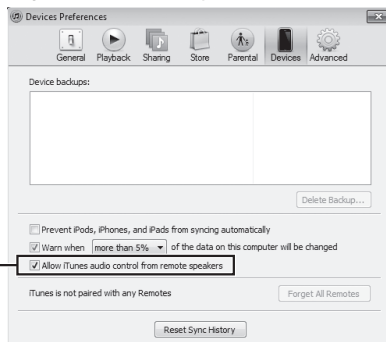 Devices Preferences
General Playback Sharing Store Parental Devices Advanced
Device backups:
Delete Backup...
Prevent iPods, iPhones, and iPads from syncing automatically
Warn when more than 5% of the data on this computer will be changed
Allow iTunes audio control from remote speakers
iTunes is not paired with any Remotes Forget All Remotes
Reset Sync History